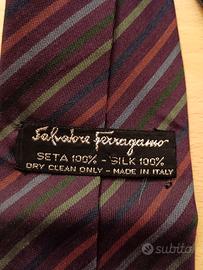 Salvatore Ferragamo
SETA 100% - SILK 100%
DRY CLEAN ONLY - MADE IN ITALY
subito